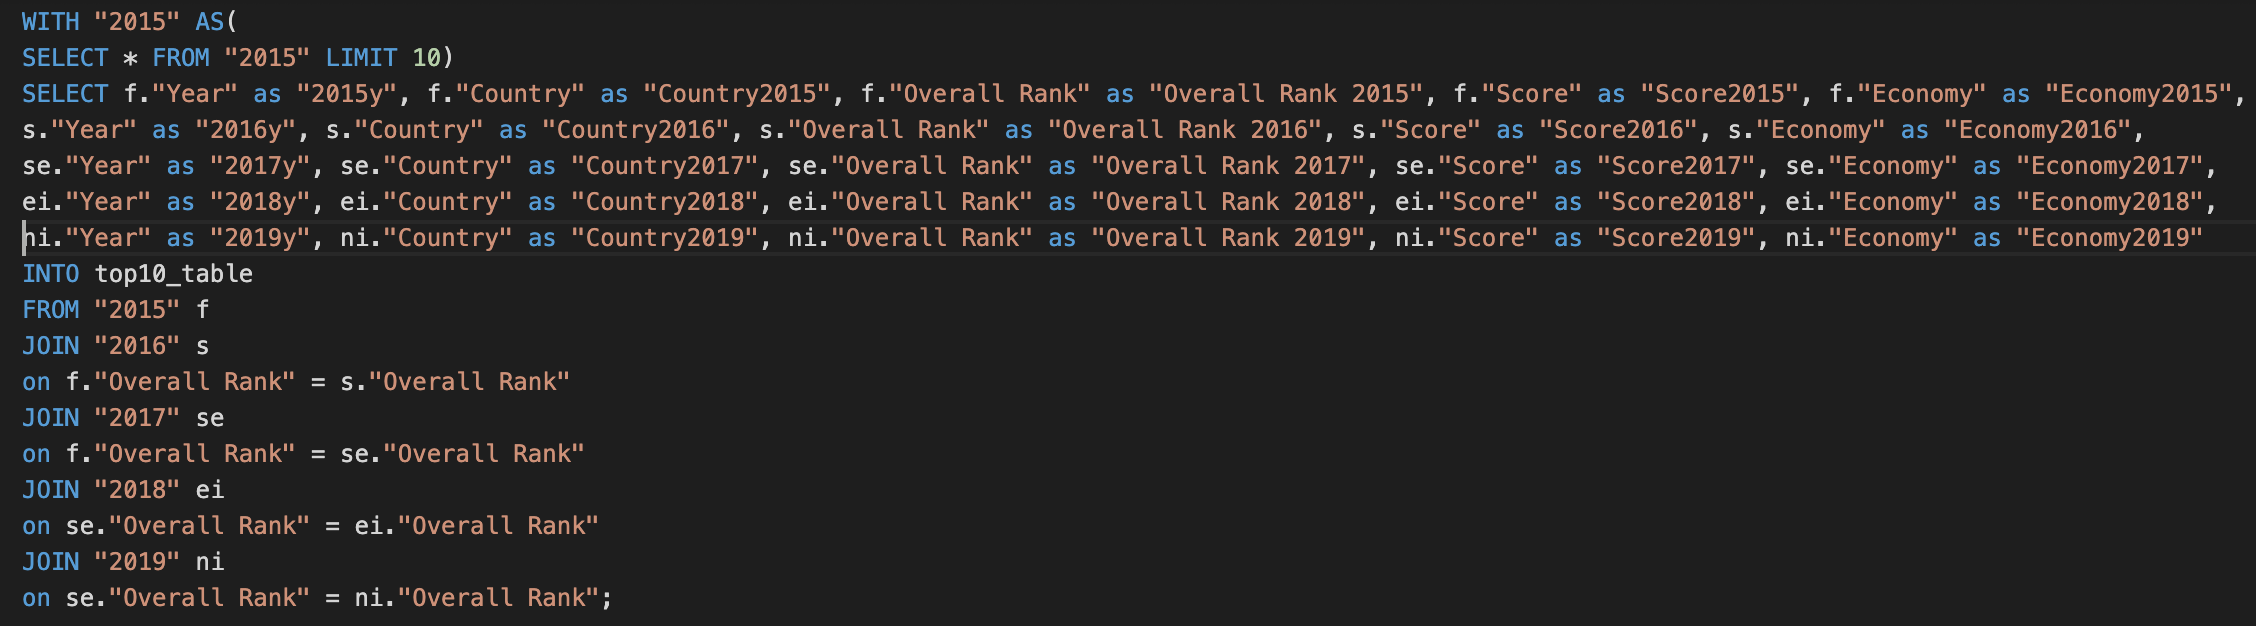 WITH "2015" AS(
SELECT * FROM "2015" LIMIT 10)
SELECT f."Year" as "2015y", f."Country" as "Country2015", f."Overall Rank" as "Overall Rank 2015", f."Score" as "Score2015", f."Economy" as "Economy2015",
s."Year" as "2016y", s."Country" as "Country2016", s."Overall Rank" as "Overall Rank 2016", s."Score" as "Score2016", s."Economy" as "Economy2016",
se."Year" as "2017y", se."Country" as "Country2017", se."Overall Rank" as "Overall Rank 2017", se."Score" as "Score2017", se."Economy" as "Economy2017",
ei."Year" as "2018y", ei."Country" as "Country2018", ei."Overall Rank" as "Overall Rank 2018", ei."Score" as "Score2018", ei."Economy" as "Economy2018",
ni."Year" as "2019y", ni."Country" as "Country2019", ni."Overall Rank" as "Overall Rank 2019", ni."Score" as "Score2019", ni."Economy" as "Economy2019"
INTO top10_table
FROM "2015" f
JOIN "2016" s
on f."Overall Rank" = s."Overall Rank"
JOIN "2017" se
on f."Overall Rank" = se."Overall Rank"
JOIN "2018" ei
on se."Overall Rank" = ei."Overall Rank"
JOIN "2019" ni
on se."Overall Rank" = ni."Overall Rank";